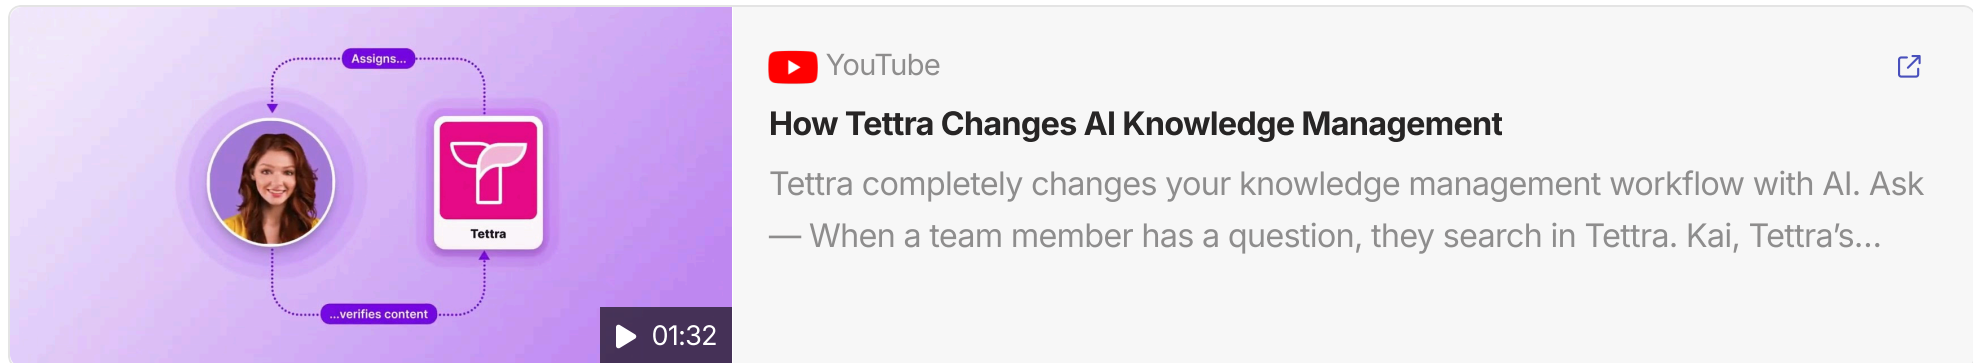 Assigns...
Tettra
...verifies content
01:32
YouTube
How Tettra Changes AI Knowledge Management
Tettra completely changes your knowledge management workflow with AI. Ask
— When a team member has a question, they search in Tettra. Kai, Tettra’s...